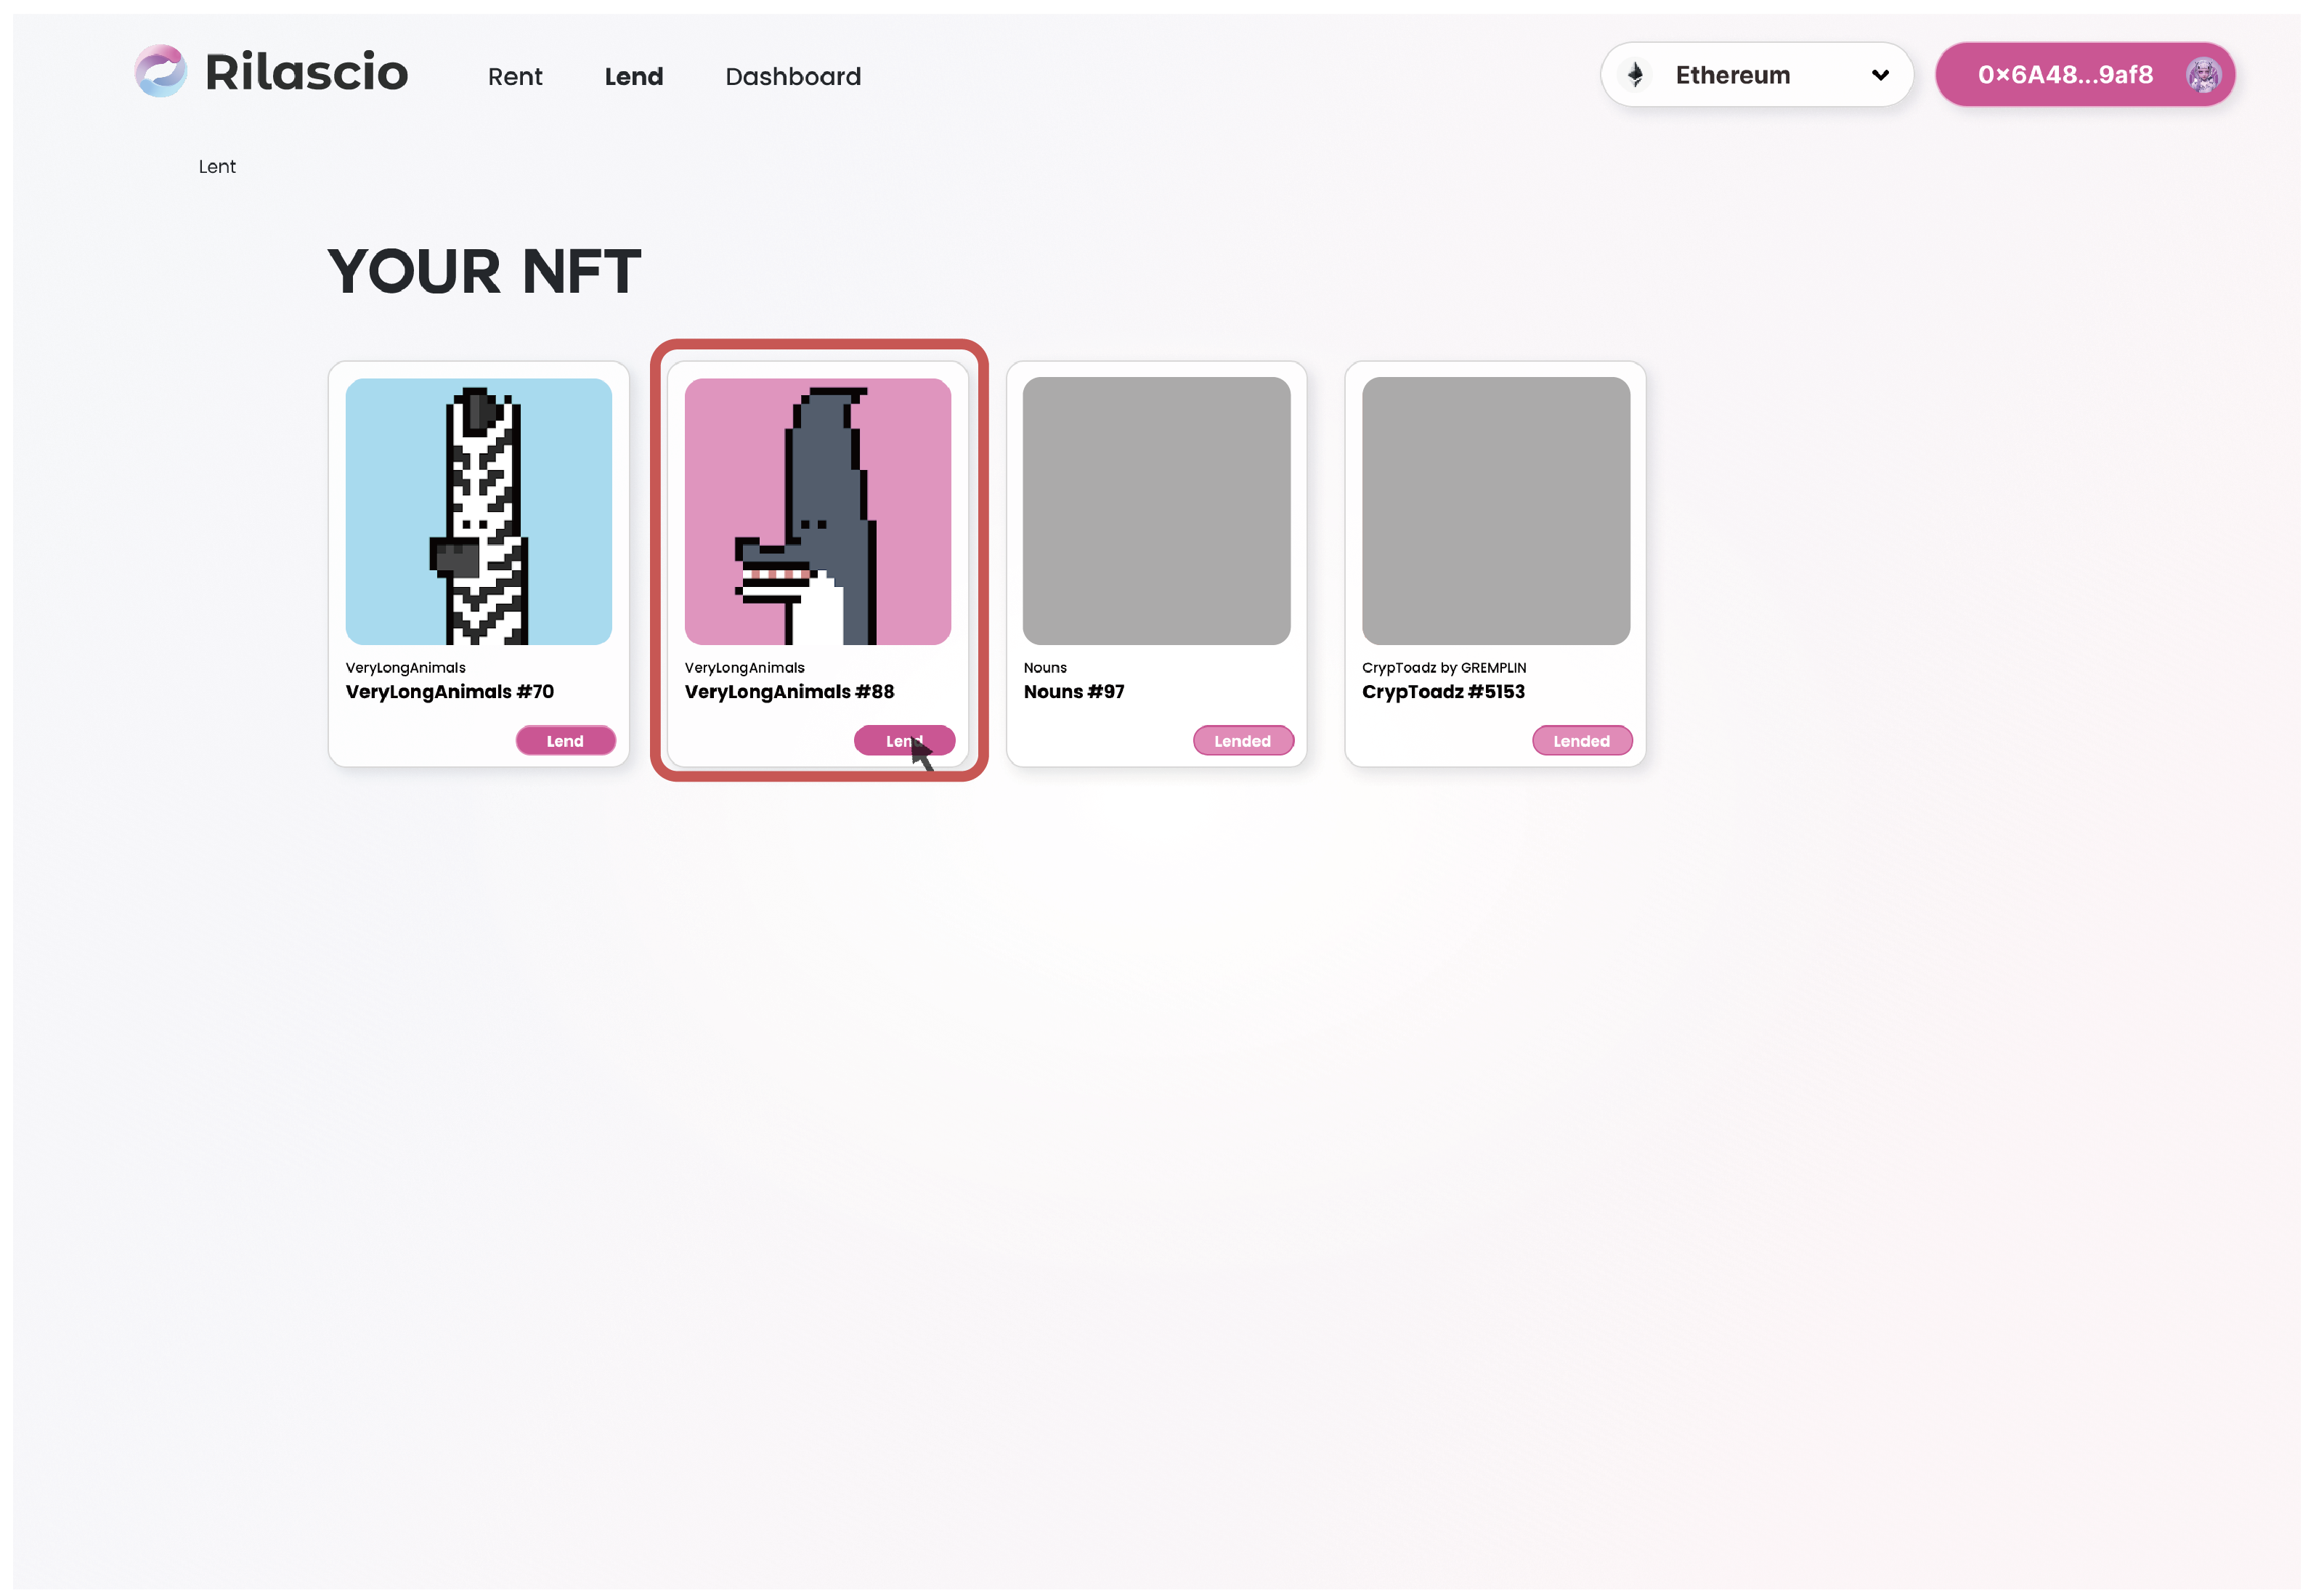 Rilascio
Rent
Lend
Dashboard
Ethereum
0×6A48...9af8
Lent
YOUR NFT
VeryLongAnimals
VeryLongAnimals #70
Lend
VeryLongAnimals
VeryLongAnimals #88
Lend
Nouns
Nouns #97
Lended
CrypToadz by GREMPLIN
CrypToadz #5153
Lended